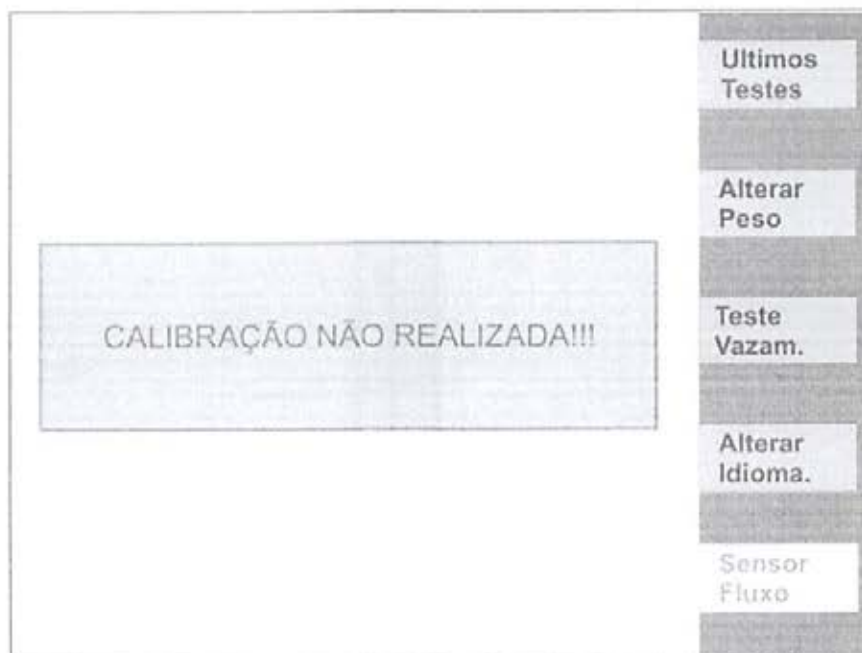 Ultimos
Testes
Alterar
Peso
CALIBRAÇÃO NÃO REALIZADA!!!
Teste
Vazam.
Alterar
Idioma.
Sensor
Fluxo